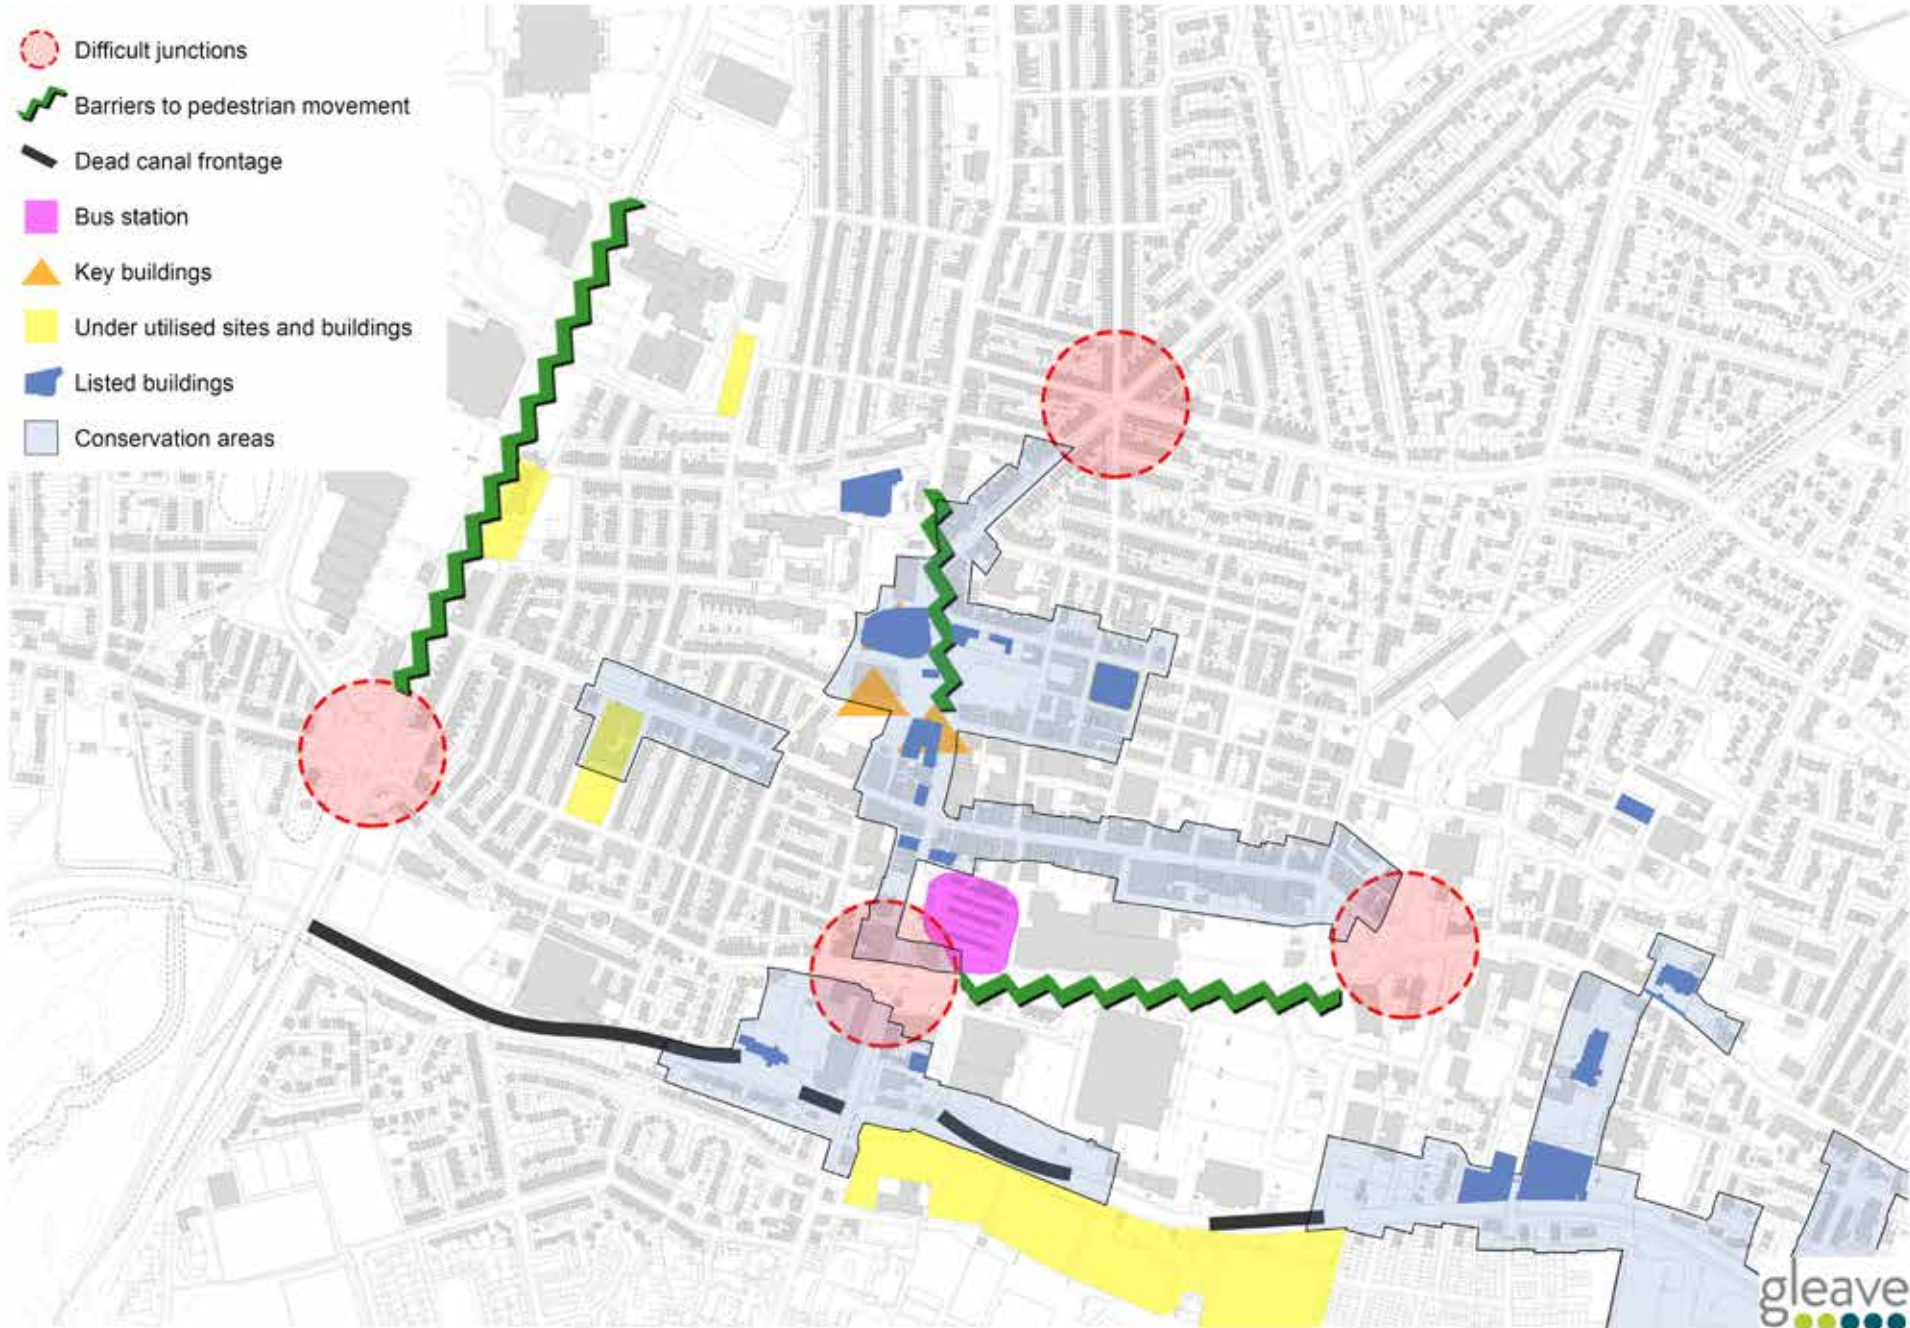 Difficult junctions
Barriers to pedestrian movement
Dead canal frontage
Bus station
Key buildings
Under utilised sites and buildings
Listed buildings
Conservation areas
gleave